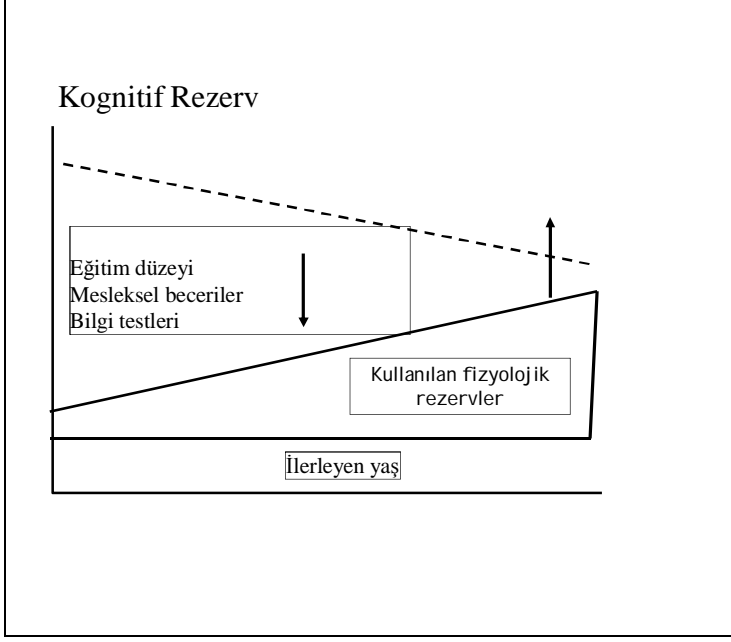 Kognitif Rezerv
Eğitim düzeyi
Mesleksel beceriler
Bilgi testleri
Kullanılan fizyolojik
rezervler
İlerleyen yaş